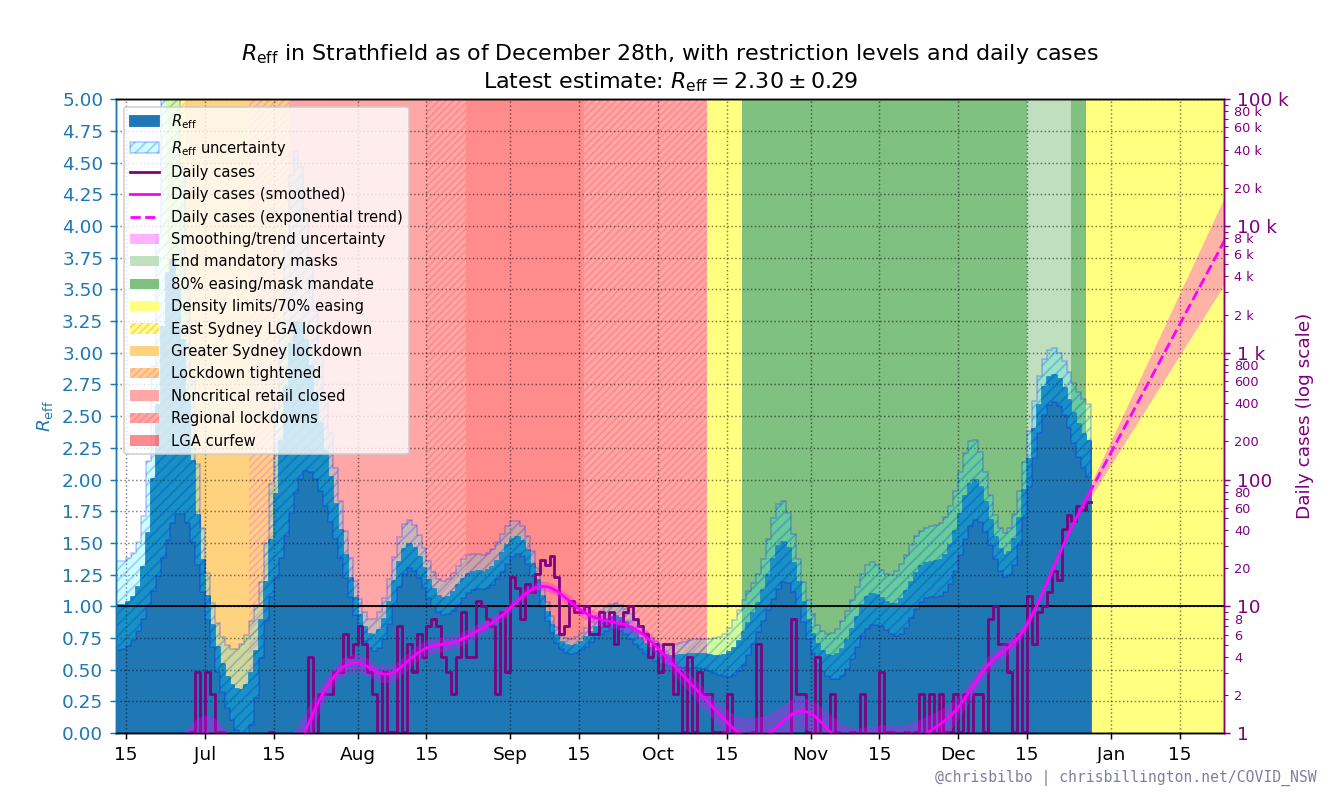 Reff in Strathfield as of December 28th, with restriction levels and daily cases
Latest estimate: Reff = 2.30 ± 0.29
Reff
5.00
4.75
4.50
4.25
4.00
3.75
3.50
3.25
3.00
2.75
2.50
2.25
2.00
1.75
1.50
1.25
1.00
0.75
0.50
0.25
0.00
Reff
Reff uncertainty
Daily cases
Daily cases (smoothed)
Daily cases (exponential trend)
Smoothing/trend uncertainty
End mandatory masks
80% easing/mask mandate
Density limits/70% easing
East Sydney LGA lockdown
Greater Sydney lockdown
Lockdown tightened
Noncritical retail closed
Regional lockdowns
LGA curfew
100 k
80 k
60 k
40 k
20 k
10 k
8 k
6 k
4 k
2 k
1 k
800
600
400
200
100
80
60
40
20
10
8
6
4
2
1
Daily cases (log scale)
15 Jul 15 Aug 15 Sep 15 Oct 15 Nov 15 Dec 15 Jan 15
@chrisbilbo | chrisbillington.net/COVID_NSW